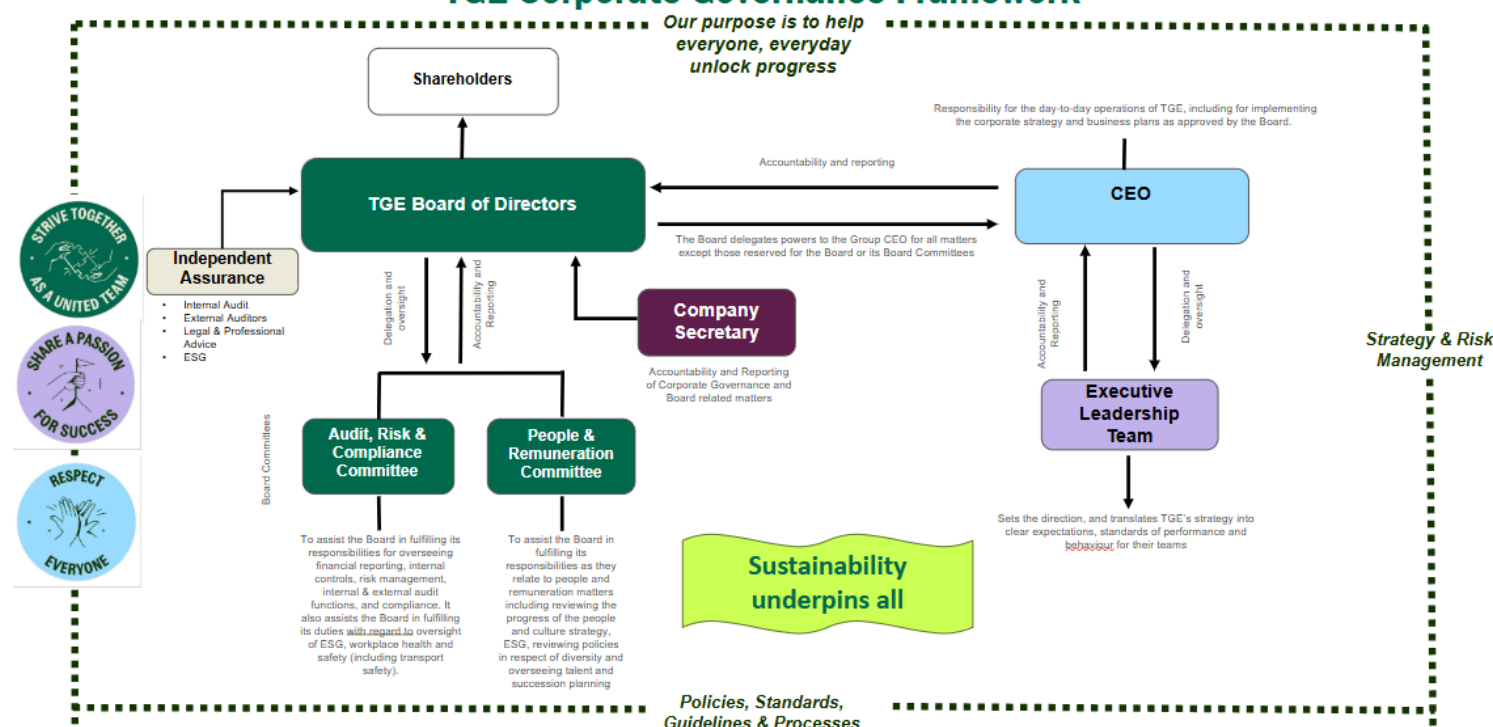 TGE Corporate Governance Framework
Our purpose is to help
everyone, everyday
unlock progress
Shareholders
Responsibility for the day-to-day operations of TGE, including for implementing
the corporate strategy and business plans as approved by the Board.
Accountability and reporting
TGE Board of Directors
CEO
STRIVE TOGETHER
AS A UNITED TEAM
The Board delegates powers to the Group CEO for all matters
except those reserved for the Board or its Board Committees
Independent
Assurance
• Internal Audit
• External Auditors
• Legal & Professional
Advice
• ESG
Delegation and
oversight
Accountability and
Reporting
Company
Secretary
Accountability and Reporting
of Corporate Governance and
Board related matters
Accountability and
Reporting
Delegation and
oversight
Strategy & Risk
Management
SHARE A PASSION
FOR SUCCESS
Executive
Leadership
Team
Board Committees
Audit, Risk &
Compliance
Committee
People &
Remuneration
Committee
RESPECT
EVERYONE
Sets the direction, and translates TGE's strategy into
clear expectations, standards of performance and
behaviour for their teams
To assist the Board in fulfilling its
responsibilities for overseeing
financial reporting, internal
controls, risk management,
internal & external audit
functions, and compliance. It
also assists the Board in fulfilling
its duties with regard to oversight
of ESG, workplace health and
safety (including transport
safety).
To assist the Board in
fulfilling its
responsibilities as they
relate to people and
remuneration matters
including reviewing the
progress of the people
and culture strategy,
ESG, reviewing policies
in respect of diversity and
overseeing talent and
succession planning
Sustainability
underpins all
Policies, Standards,
Guidelines & Processes